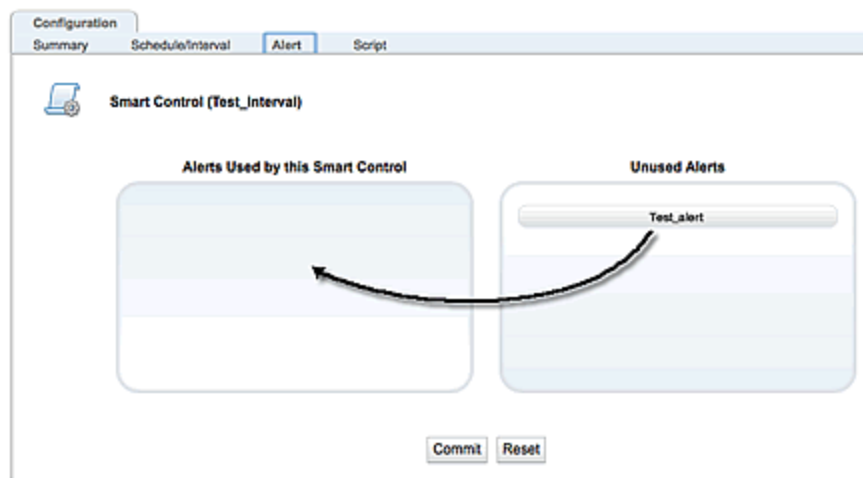 Configuration
Summary Schedule/Interval Alert Script
Smart Control (Test_Interval)
Alerts Used by this Smart Control Unused Alerts
Test_alert
Commit Reset